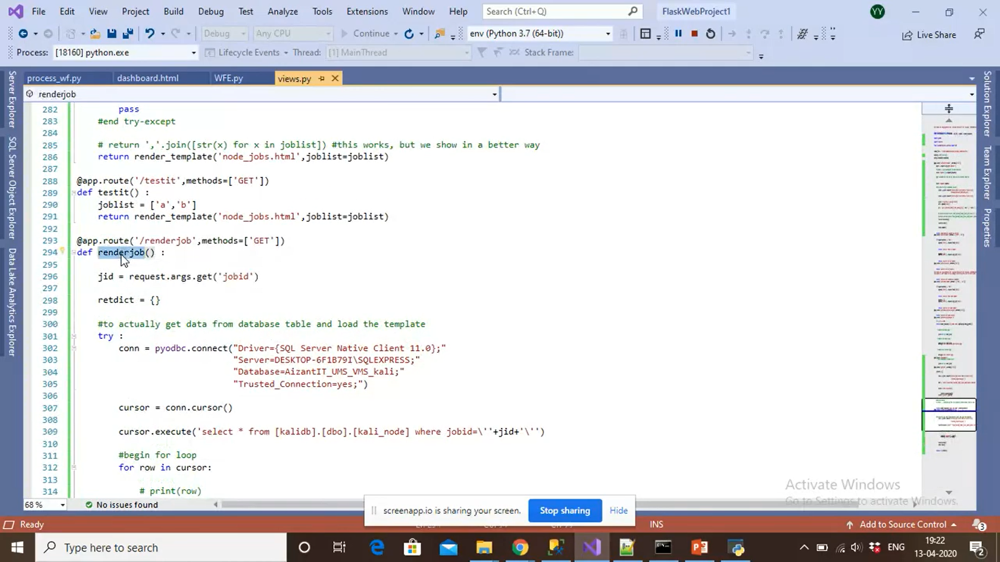 File Edit View Project Build Debug Test Analyze Tools Extensions Window Help Search (Ctrl+Q) FlaskWebProject1 YY
Debug Any CPU Continue env (Python 3.7 (64-bit)) Live Share
Process: [18160] python.exe Lifecycle Events Thread: [1] MainThread Stack Frame:
process_wf.py dashboard.html WFE.py views.py
renderjob
Server Explorer
SQL Server Object Explorer
Data Lake Analytics Explorer
282 pass
283 #end try-except
284
285 # return ','.join([str(x) for x in joblist]) #this works, but we show in a better way
286 return render_template('node_jobs.html',joblist=joblist)
287
288 @app.route('/testit',methods=['GET'])
289 def testit() :
290 joblist = ['a','b']
291 return render_template('node_jobs.html',joblist=joblist)
292
293 @app.route('/renderjob',methods=['GET'])
294 def renderjob() :
295
296 jid = request.args.get('jobid')
297
298 retdict = {}
299
300 #to actually get data from database table and load the template
301 try :
302 conn = pyodbc.connect("Driver={SQL Server Native Client 11.0};"
303 "Server=DESKTOP-6F1B79I\SQLEXPRESS;"
304 "Database=AizantIT_UMS_VMS_kali;"
305 "Trusted_Connection=yes;")
306
307 cursor = conn.cursor()
308
309 cursor.execute('select * from [kalidb].[dbo].[kali_node] where jobid=\''+jid+'\'')
310
311 #begin for loop
312 for row in cursor:
313
314 # print(row)
Solution Explorer
Team Explorer
Properties
Activate Windows
Go to Settings to activate Windows.
68 % No issues found
screenapp.io is sharing your screen. Stop sharing Hide
Ready INS Add to Source Control 3
Type here to search ENG 19:22
13-04-2020 2